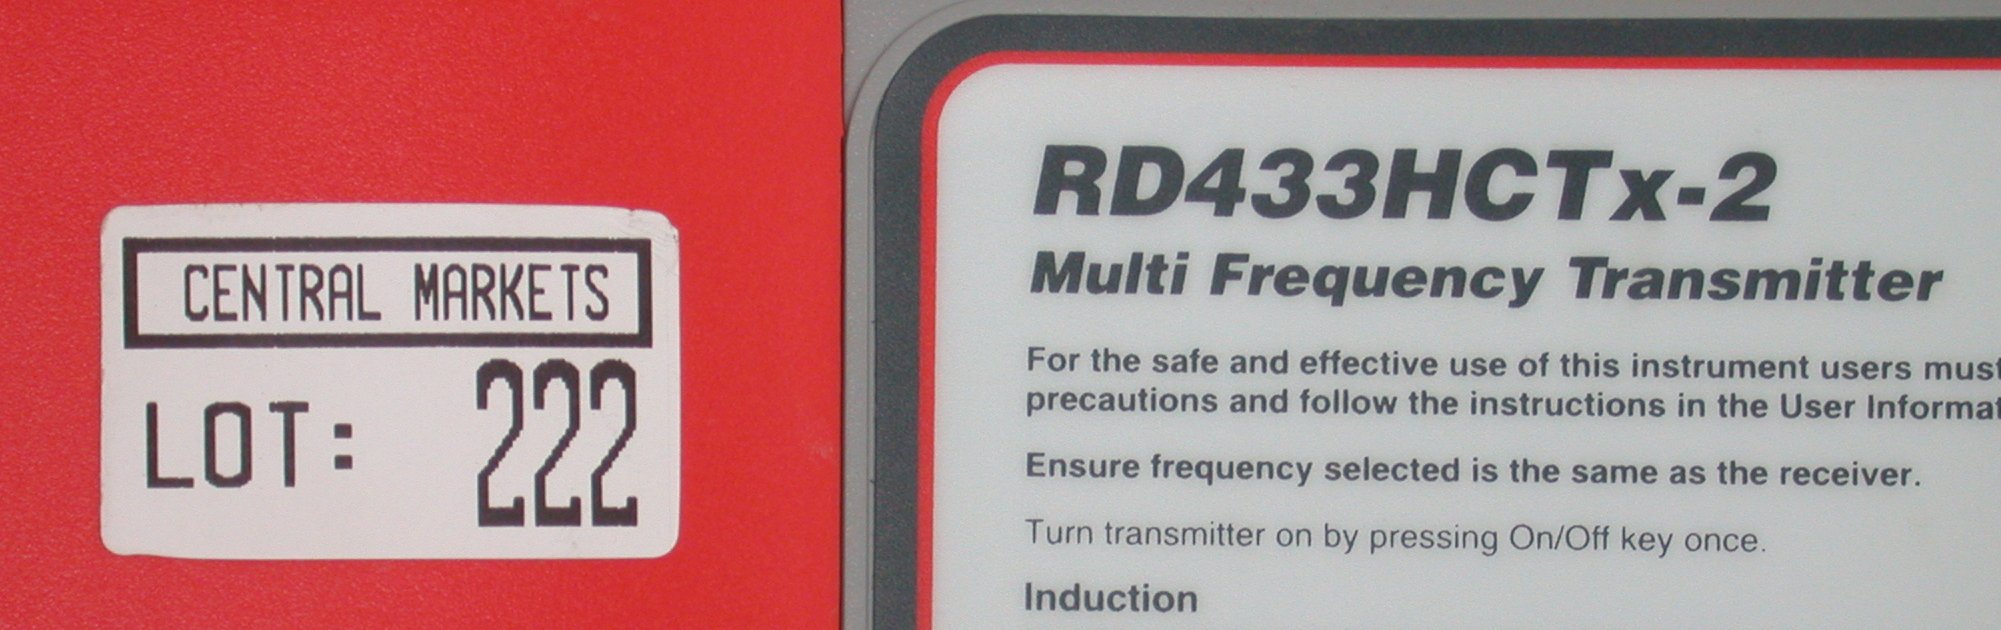 CENTRAL MARKETS
LOT: 222
RD433HCTx-2
Multi Frequency Transmitter
For the safe and effective use of this instrument users must
precautions and follow the instructions in the User Informat
Ensure frequency selected is the same as the receiver.
Turn transmitter on by pressing On/Off key once.
Induction